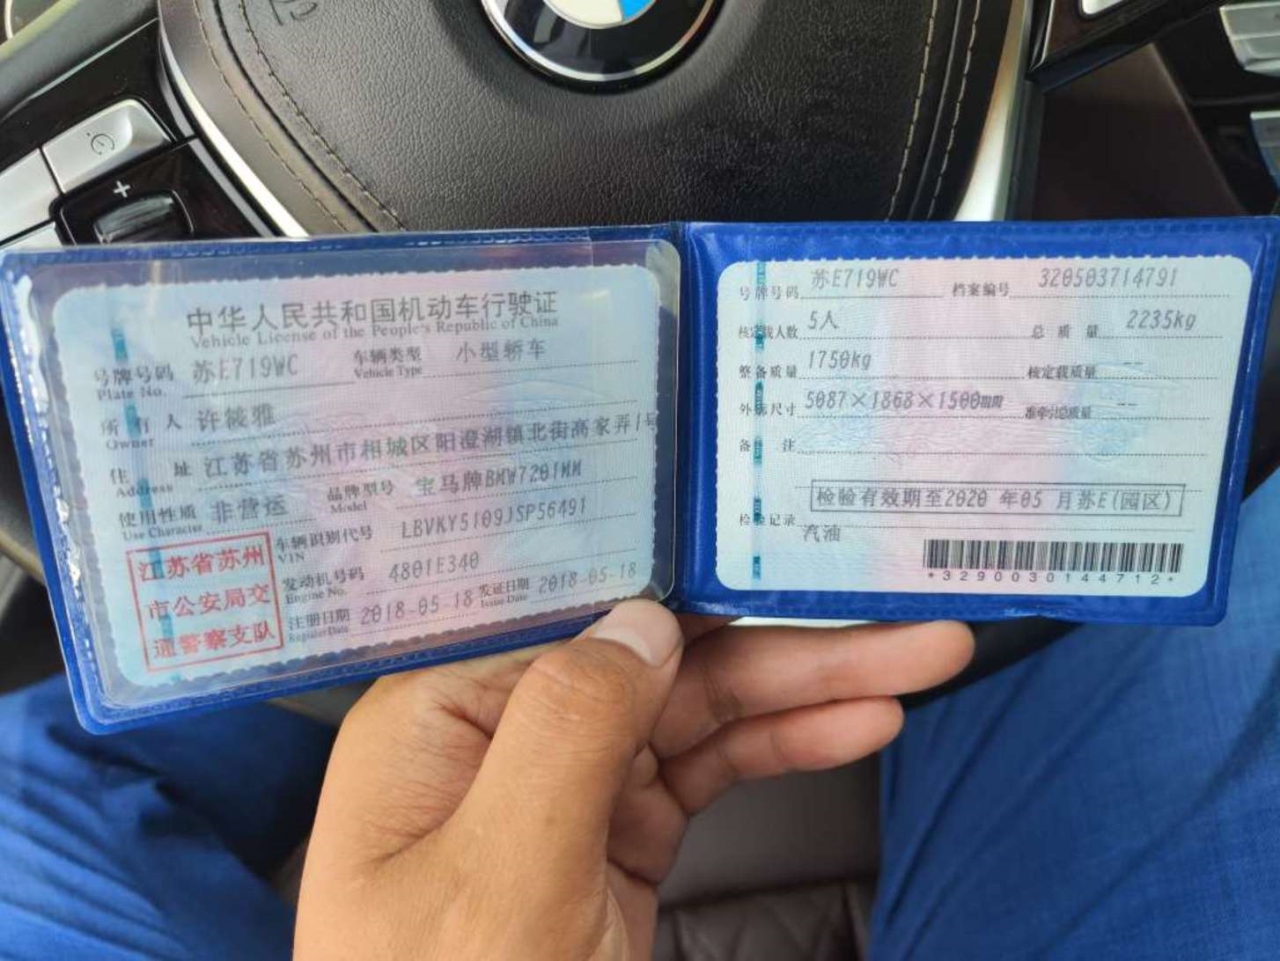 中华人民共和国机动车行驶证
Vehicle License of the People's Republic of China
号牌号码 苏E719WC 车辆类型 小型轿车
Plate No. Vehicle Type
所有人 许筱雅
Owner
住址 江苏省苏州市相城区阳澄湖镇北街高家弄1号
Address
使用性质 非营运 品牌型号 宝马牌BMW7201MM
Use Character Model
车辆识别代号 LBVKY5109JSP56491
VIN
发动机号码 4801E340
Engine No.
注册日期 2018-05-18 发证日期 2018-05-18
Register Date Issue Date
江苏省苏州
市公安局交
通警察支队
号牌号码 苏E719WC 档案编号 320503714791
核定载人数 5人 总质量 2235kg
整备质量 1750kg 核定载质量 --
外廓尺寸 5087×1868×1500mm 准牵引总质量 --
备注
检验有效期至2020 年05 月苏E(园区)
检验记录
汽油
*3290030144712*